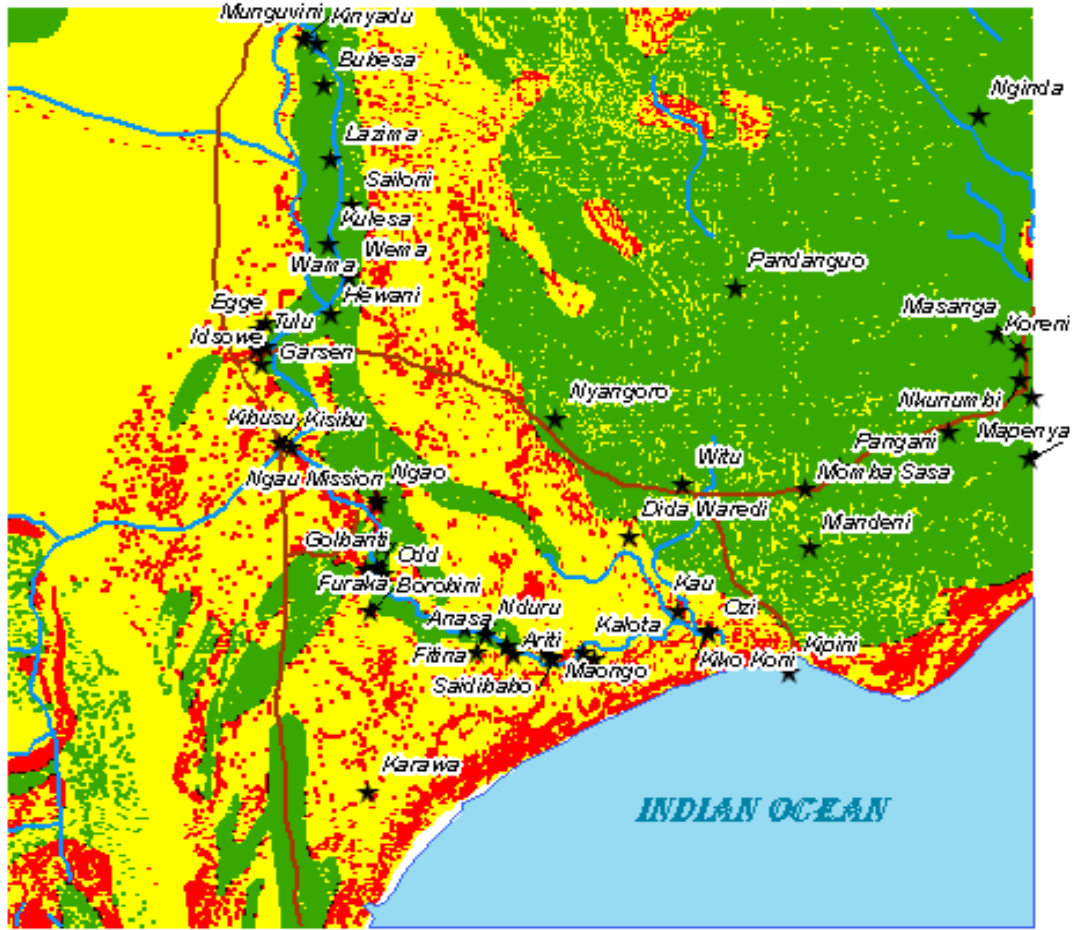 Munguvini Kinyadu
Bubesa
Nginda
Lazima
Sailoni
Kulesa
Wema
Wama
Pandanguo
Hewani
Egge
Masanga
Tulu
Koreni
Idsowe
Garsen
Nyangoro
Nkunumbi
Kibusu Kisibu
Pangani Mapenya
Witu
Ngau Mission Ngao
Momba Sasa
Dida Waredi
Mandeni
Golbanti
Odd
Furaka Borobini
Kau
Anasa Nduru
Ozi
Kalota
Ariti
Kipini
Fitina
Maongo
Kiko Koni
Saidibabo
Karawa
INDIAN OCEAN